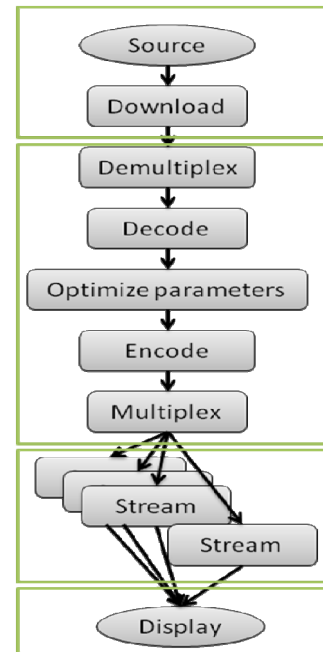 Source
Download
Demultiplex
Decode
Optimize parameters
Encode
Multiplex
Stream
Stream
Display